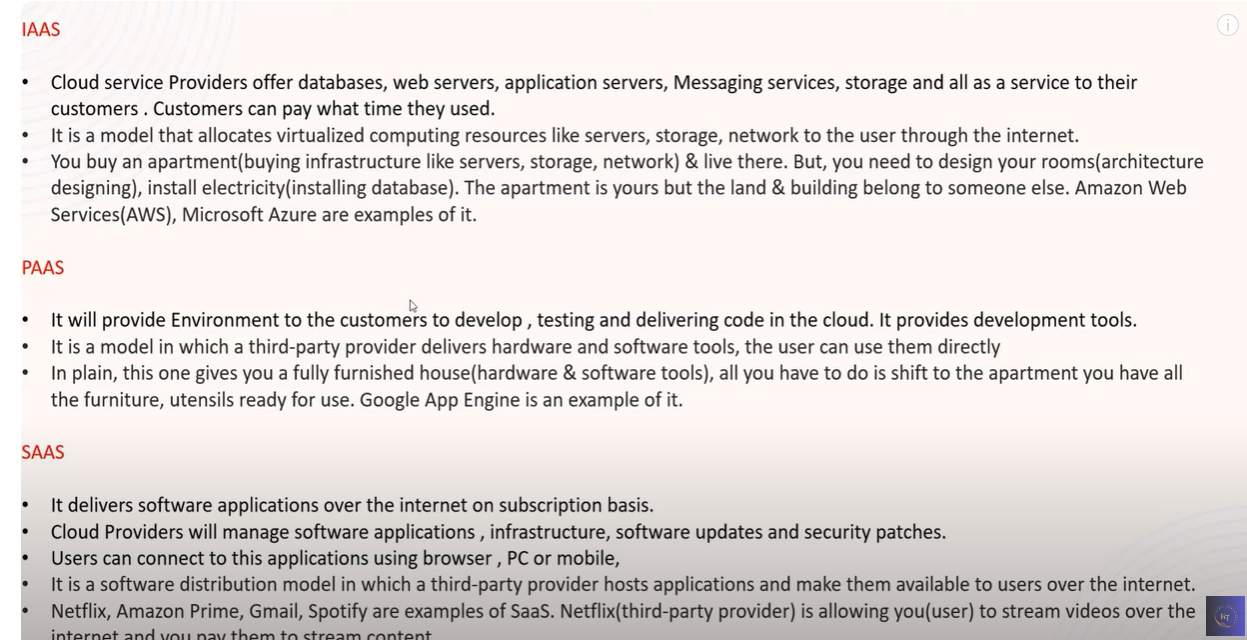 IAAS
• Cloud service Providers offer databases, web servers, application servers, Messaging services, storage and all as a service to their
customers . Customers can pay what time they used.
• It is a model that allocates virtualized computing resources like servers, storage, network to the user through the internet.
• You buy an apartment(buying infrastructure like servers, storage, network) & live there. But, you need to design your rooms(architecture
designing), install electricity(installing database). The apartment is yours but the land & building belong to someone else. Amazon Web
Services(AWS), Microsoft Azure are examples of it.
PAAS
• It will provide Environment to the customers to develop , testing and delivering code in the cloud. It provides development tools.
• It is a model in which a third-party provider delivers hardware and software tools, the user can use them directly
• In plain, this one gives you a fully furnished house(hardware & software tools), all you have to do is shift to the apartment you have all
the furniture, utensils ready for use. Google App Engine is an example of it.
SAAS
• It delivers software applications over the internet on subscription basis.
• Cloud Providers will manage software applications , infrastructure, software updates and security patches.
• Users can connect to this applications using browser , PC or mobile,
• It is a software distribution model in which a third-party provider hosts applications and make them available to users over the internet.
• Netflix, Amazon Prime, Gmail, Spotify are examples of SaaS. Netflix(third-party provider) is allowing you(user) to stream videos over the
internet and you pay them to stream content